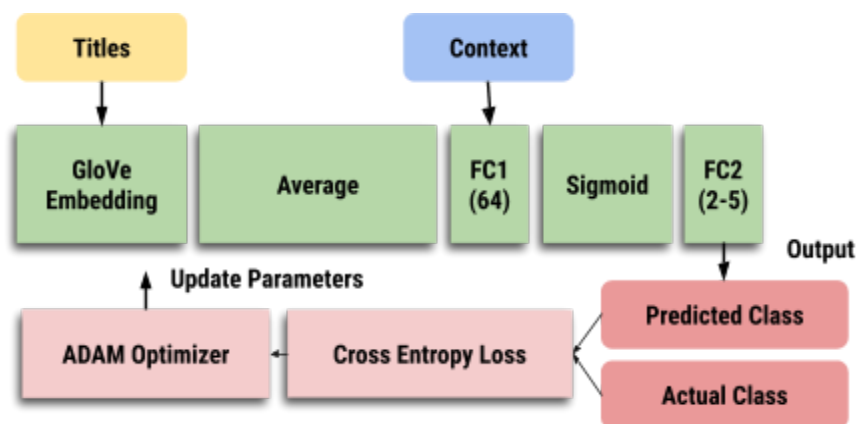 Titles
Context
GloVe
Embedding
Average
FC1
(64)
Sigmoid
FC2
(2-5)
Output
Update Parameters
Predicted Class
ADAM Optimizer
Cross Entropy Loss
Actual Class